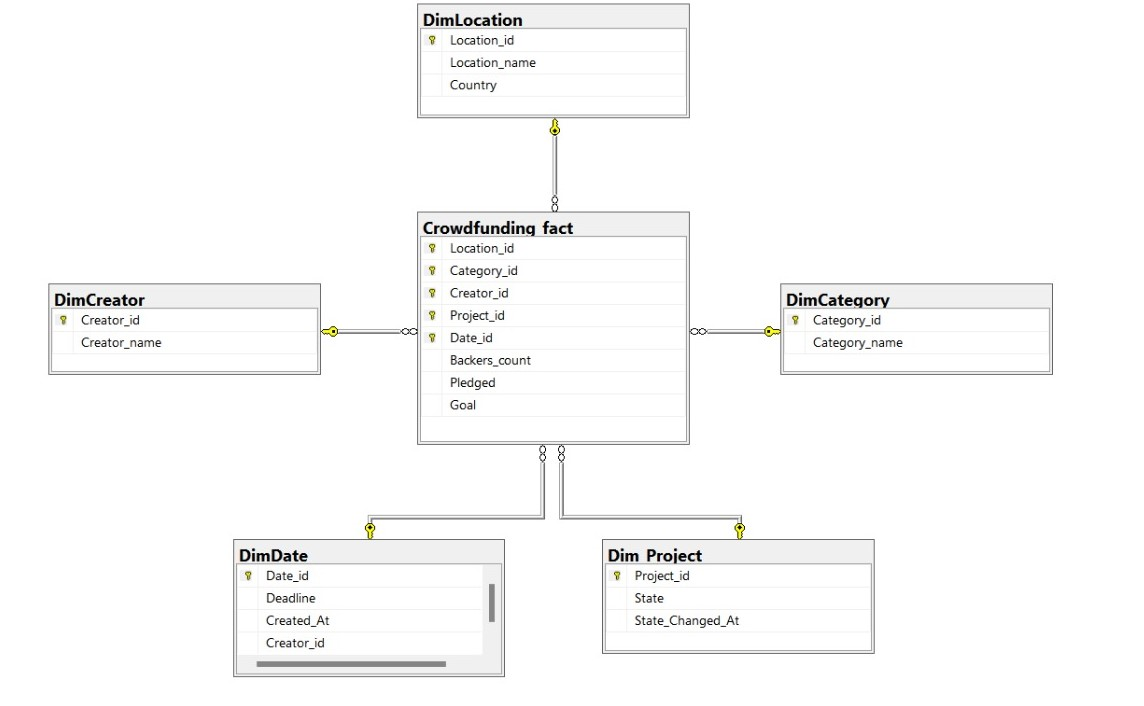 DimLocation
Location_id
Location_name
Country
Crowdfunding_fact
Location_id
Category_id
Creator_id
Project_id
Date_id
Backers_count
Pledged
Goal
DimCreator
Creator_id
Creator_name
DimCategory
Category_id
Category_name
DimDate
Date_id
Deadline
Created_At
Creator_id
Dim_Project
Project_id
State
State_Changed_At